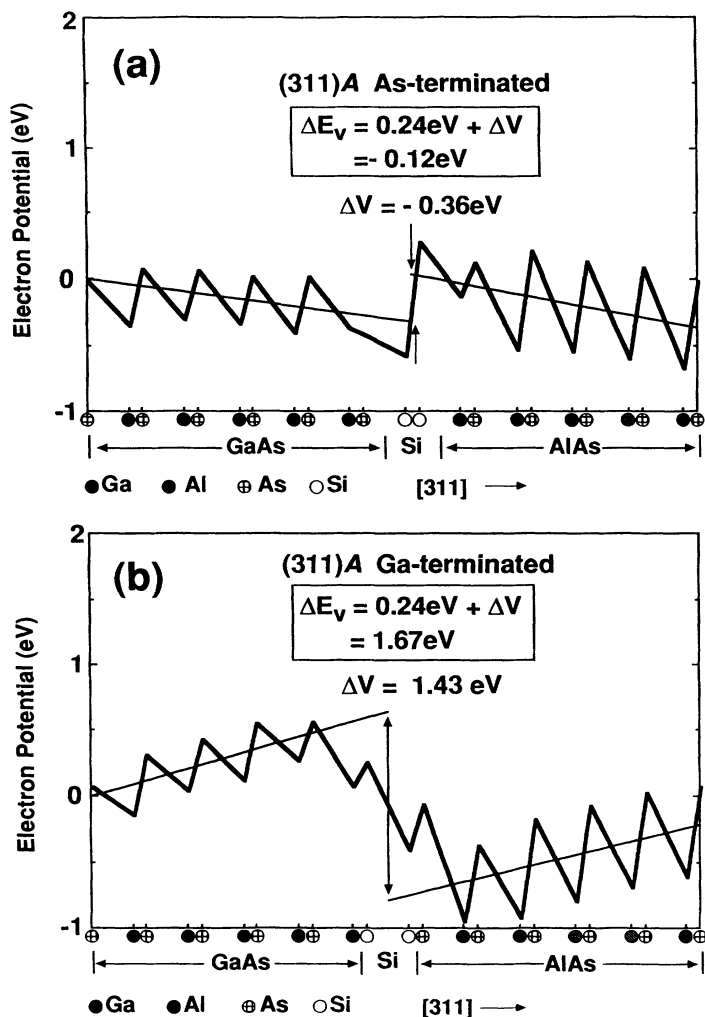 2
(a)
(311)A As-terminated
ΔEv = 0.24eV + ΔV
=- 0.12eV
ΔV = - 0.36eV
1
0
-1
Electron Potential (eV)
GaAs
Si
AlAs
Ga Al As Si [311]
2
(b)
(311)A Ga-terminated
ΔEv = 0.24eV + ΔV
= 1.67eV
ΔV = 1.43 eV
1
0
-1
Electron Potential (eV)
GaAs
Si
AlAs
Ga Al As Si [311]